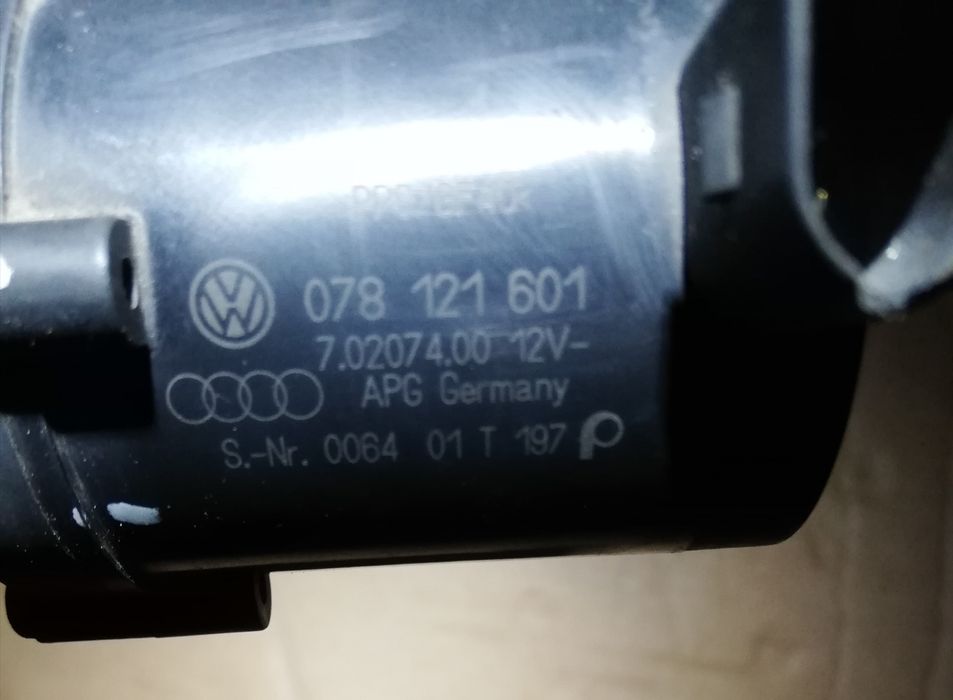 078 121 601
7.02074.00 12V-
APG Germany
S.-Nr. 0064 01 T 197